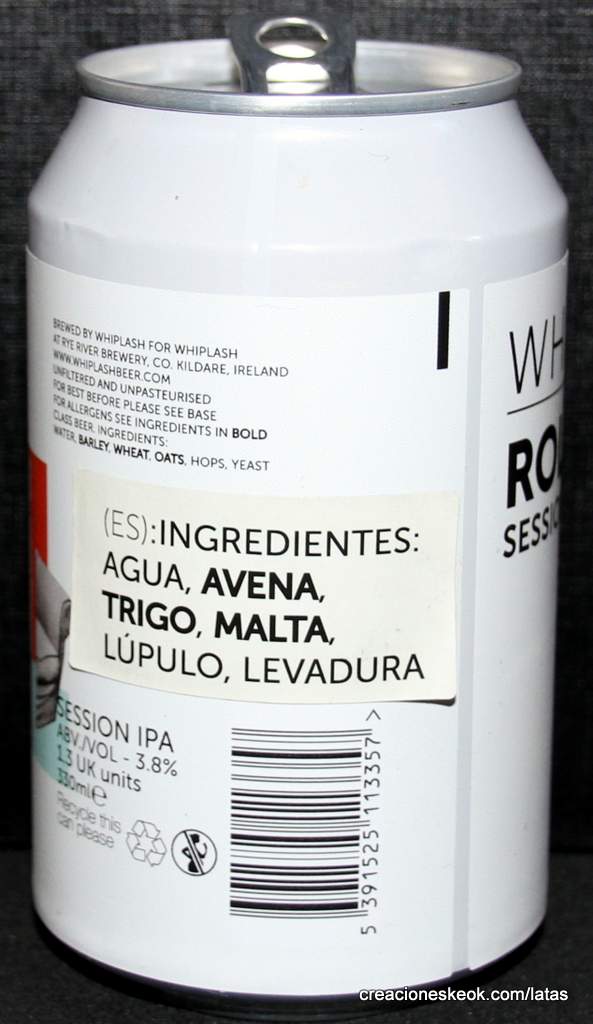 BREWED BY WHIPLASH FOR WHIPLASH
AT RYE RIVER BREWERY, CO. KILDARE, IRELAND
WWW.WHIPLASHBEER.COM
UNFILTERED AND UNPASTEURISED
FOR BEST BEFORE PLEASE SEE BASE
FOR ALLERGENS SEE INGREDIENTS IN BOLD
CLASS BEER. INGREDIENTS:
WATER, BARLEY, WHEAT, OATS, HOPS, YEAST
(ES):INGREDIENTES:
AGUA, AVENA,
TRIGO, MALTA,
LÚPULO, LEVADURA
SESSION IPA
ABV./VOL - 3.8%
1.3 UK units
330ml℮
Recycle this
can please
5 391525 113357 >
WH
RO
SESSIO
creacioneskeok.com/latas